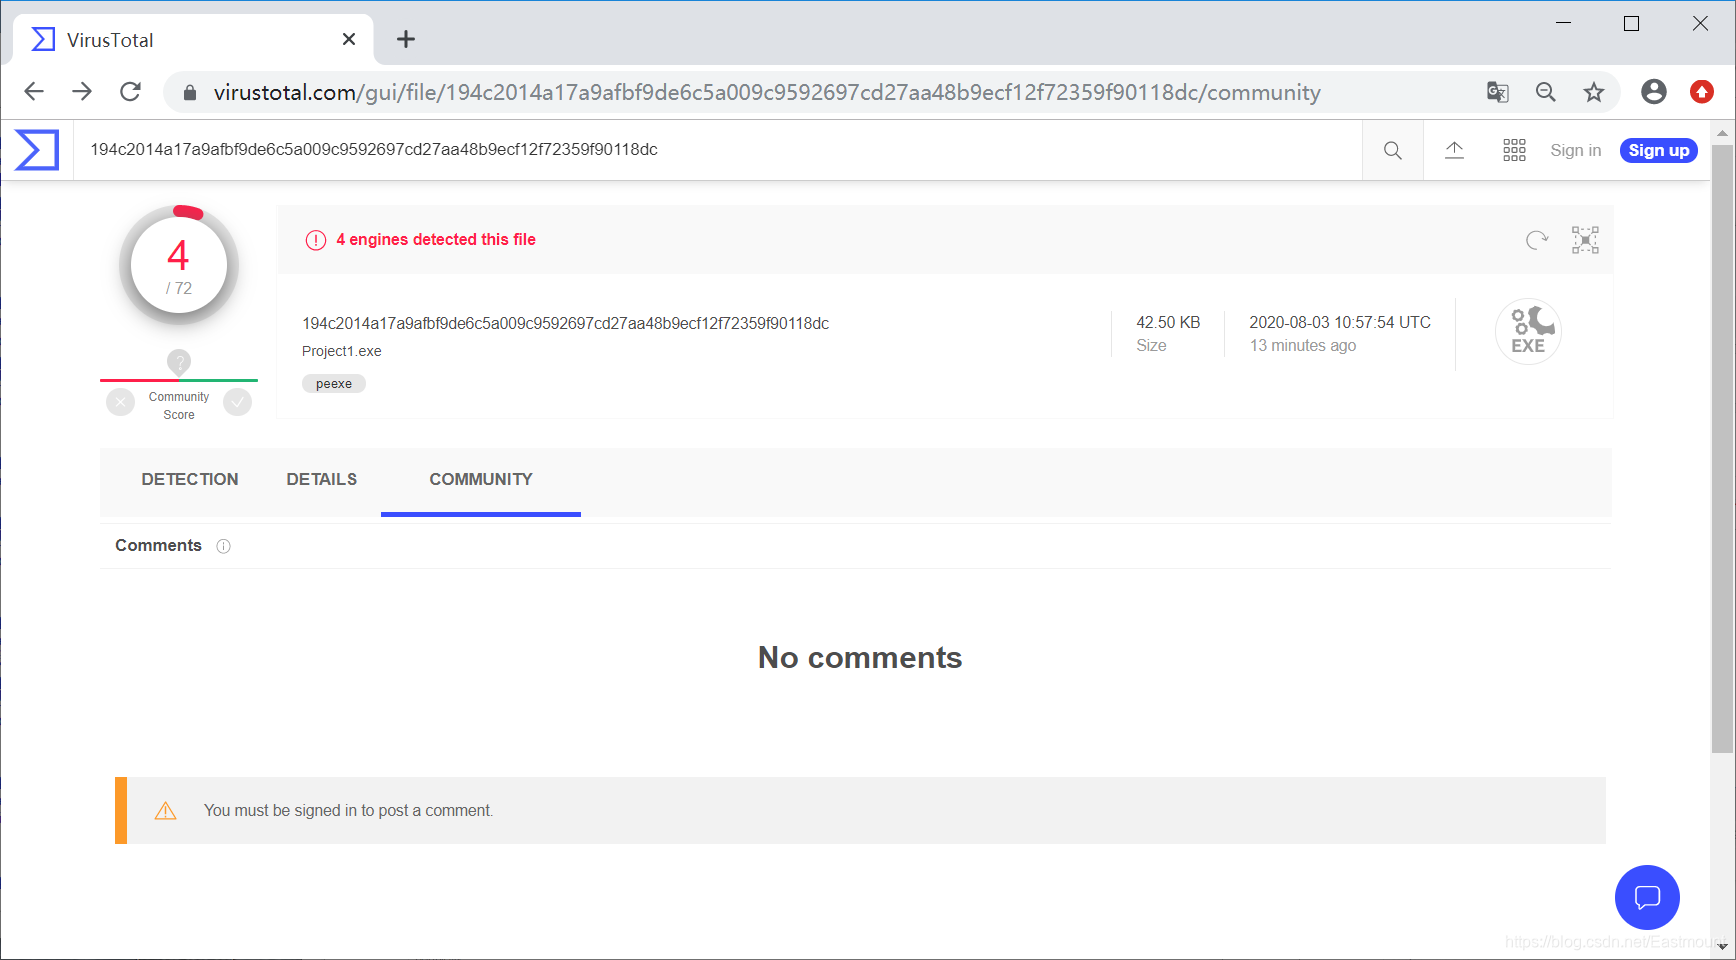 VirusTotal
virustotal.com/gui/file/194c2014a17a9afbf9de6c5a009c9592697cd27aa48b9ecf12f72359f90118dc/community
194c2014a17a9afbf9de6c5a009c9592697cd27aa48b9ecf12f72359f90118dc
Sign in
Sign up
4
/ 72
4 engines detected this file
194c2014a17a9afbf9de6c5a009c9592697cd27aa48b9ecf12f72359f90118dc
Project1.exe
peexe
42.50 KB
Size
2020-08-03 10:57:54 UTC
13 minutes ago
EXE
?
Community
Score
DETECTION DETAILS COMMUNITY
Comments
No comments
You must be signed in to post a comment.
https://blog.csdn.net/Eastmount